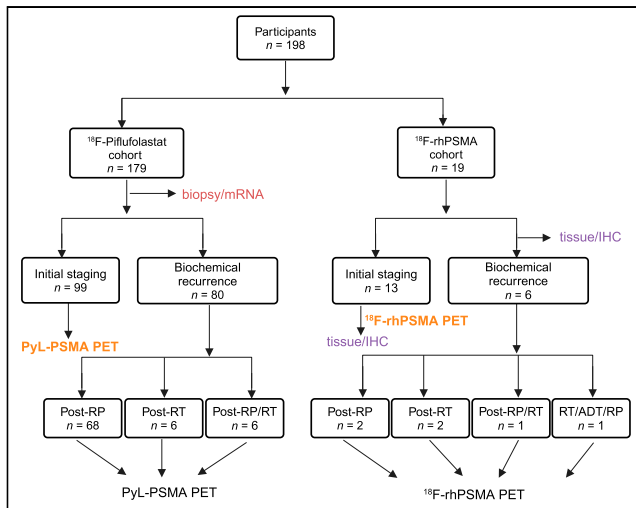 Participants
n = 198
¹⁸F-Piflufolastat
cohort
n = 179
¹⁸F-rhPSMA
cohort
n = 19
biopsy/mRNA
tissue/IHC
Initial staging
n = 99
Biochemical
recurrence
n = 80
Initial staging
n = 13
Biochemical
recurrence
n = 6
PyL-PSMA PET
¹⁸F-rhPSMA PET
tissue/IHC
Post-RP
n = 68
Post-RT
n = 6
Post-RP/RT
n = 6
Post-RP
n = 2
Post-RT
n = 2
Post-RP/RT
n = 1
RT/ADT/RP
n = 1
PyL-PSMA PET
¹⁸F-rhPSMA PET